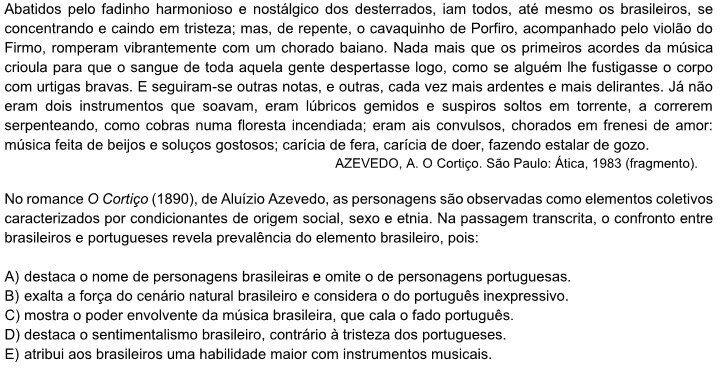 Abatidos pelo fadinho harmonioso e nostálgico dos desterrados, iam todos, até mesmo os brasileiros, se
concentrando e caindo em tristeza; mas, de repente, o cavaquinho de Porfiro, acompanhado pelo violão do
Firmo, romperam vibrantemente com um chorado baiano. Nada mais que os primeiros acordes da música
crioula para que o sangue de toda aquela gente despertasse logo, como se alguém lhe fustigasse o corpo
com urtigas bravas. E seguiram-se outras notas, e outras, cada vez mais ardentes e mais delirantes. Já não
eram dois instrumentos que soavam, eram lúbricos gemidos e suspiros soltos em torrente, a correrem
serpenteando, como cobras numa floresta incendiada; eram ais convulsos, chorados em frenesi de amor:
música feita de beijos e soluços gostosos; carícia de fera, carícia de doer, fazendo estalar de gozo.
AZEVEDO, A. O Cortiço. São Paulo: Ática, 1983 (fragmento).
No romance O Cortiço (1890), de Aluízio Azevedo, as personagens são observadas como elementos coletivos
caracterizados por condicionantes de origem social, sexo e etnia. Na passagem transcrita, o confronto entre
brasileiros e portugueses revela prevalência do elemento brasileiro, pois:
A) destaca o nome de personagens brasileiras e omite o de personagens portuguesas.
B) exalta a força do cenário natural brasileiro e considera o do português inexpressivo.
C) mostra o poder envolvente da música brasileira, que cala o fado português.
D) destaca o sentimentalismo brasileiro, contrário à tristeza dos portugueses.
E) atribui aos brasileiros uma habilidade maior com instrumentos musicais.